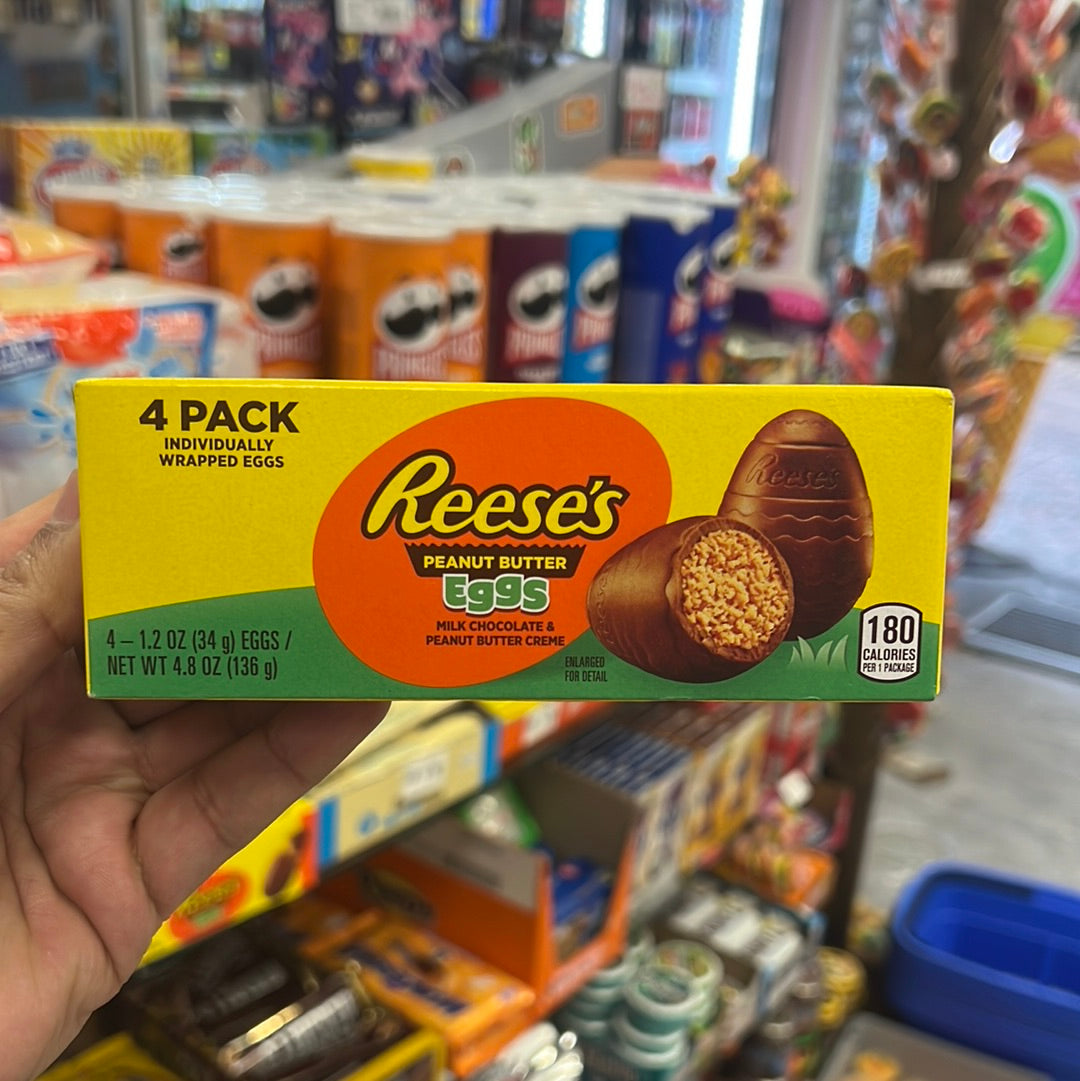 4 PACK
INDIVIDUALLY
WRAPPED EGGS
Reese's
PEANUT BUTTER
Eggs
MILK CHOCOLATE &
PEANUT BUTTER CREME
4 – 1.2 OZ (34 g) EGGS /
NET WT 4.8 OZ (136 g)
ENLARGED
FOR DETAIL
Reese's
180
CALORIES
PER 1 PACKAGE